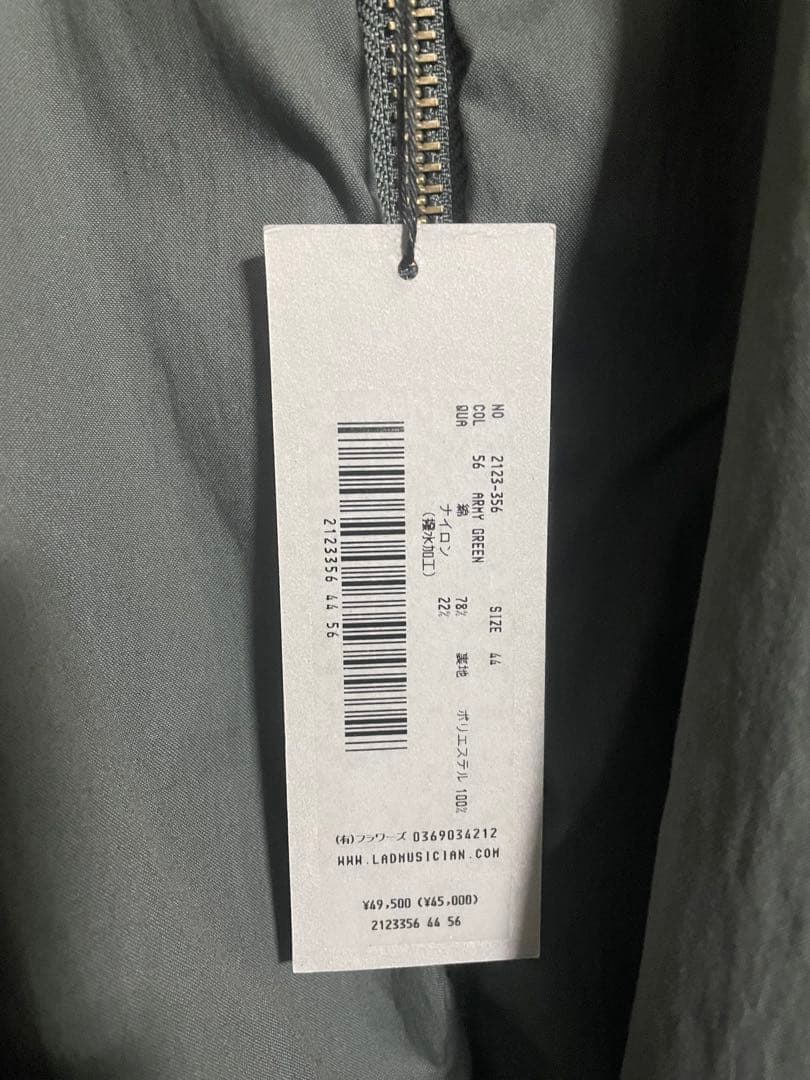 NO 2123-356 SIZE 44
COL 56 ARMY GREEN
QUA 綿 78% 裏地 ポリエステル 100%
ナイロン 22%
(撥水加工)
2123356 44 56
(有)フラワーズ 0369034212
WWW.LADMUSICIAN.COM
¥49,500 (¥45,000)
2123356 44 56